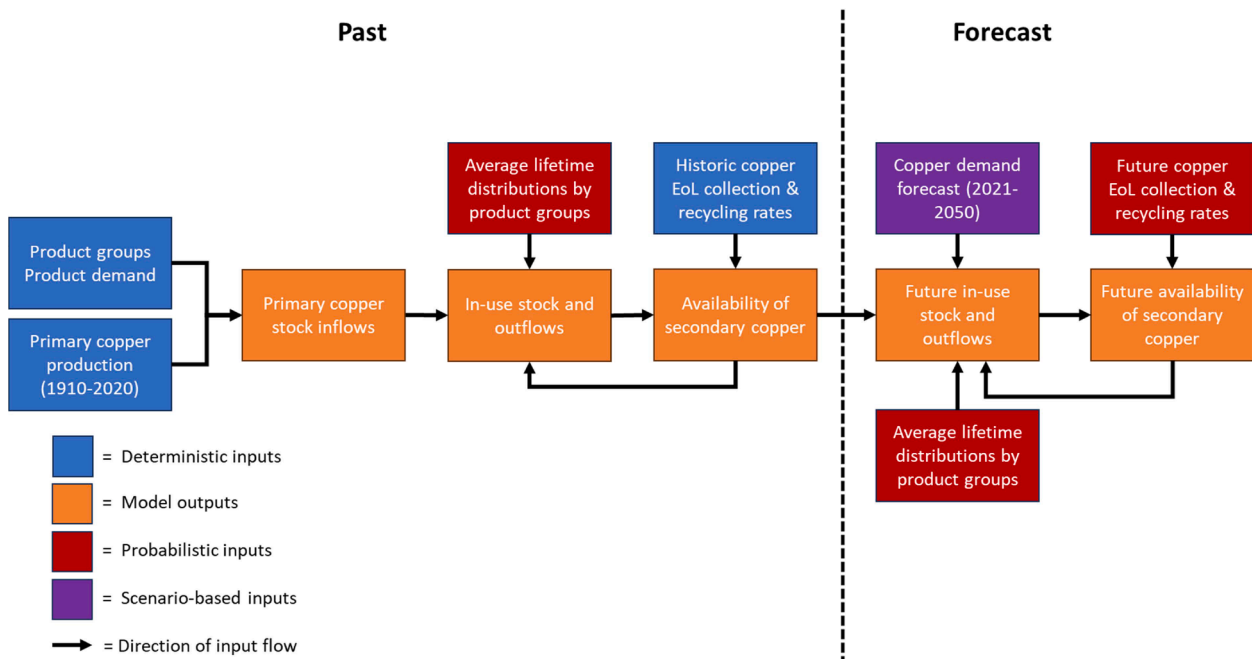 Past
Forecast
Average lifetime
distributions by
product groups
Historic copper
EoL collection &
recycling rates
Copper demand
forecast (2021-
2050)
Future copper
EoL collection &
recycling rates
Product groups
Product demand
Primary copper
production
(1910-2020)
Primary copper
stock inflows
In-use stock and
outflows
Availability of
secondary copper
Future in-use
stock and
outflows
Future availability
of secondary
copper
Average lifetime
distributions by
product groups
= Deterministic inputs
= Model outputs
= Probabilistic inputs
= Scenario-based inputs
= Direction of input flow